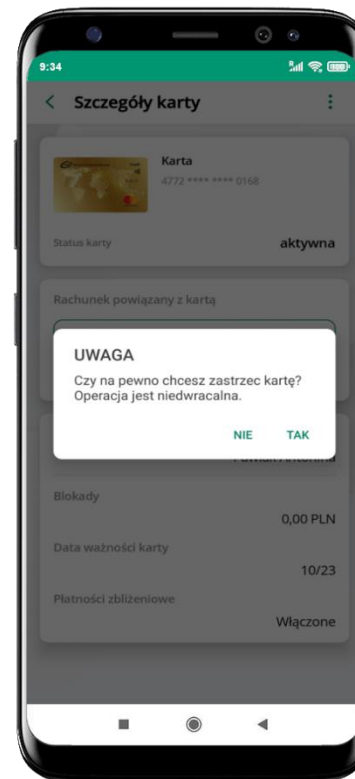 9:34
Szczegóły karty
Karta
4772 **** **** 0168
Status karty
aktywna
Rachunek powiązany z kartą
UWAGA
Czy na pewno chcesz zastrzec kartę?
Operacja jest niedwracalna.
NIE
TAK
Blokady
0,00 PLN
Data ważności karty
10/23
Płatności zbliżeniowe
Włączone